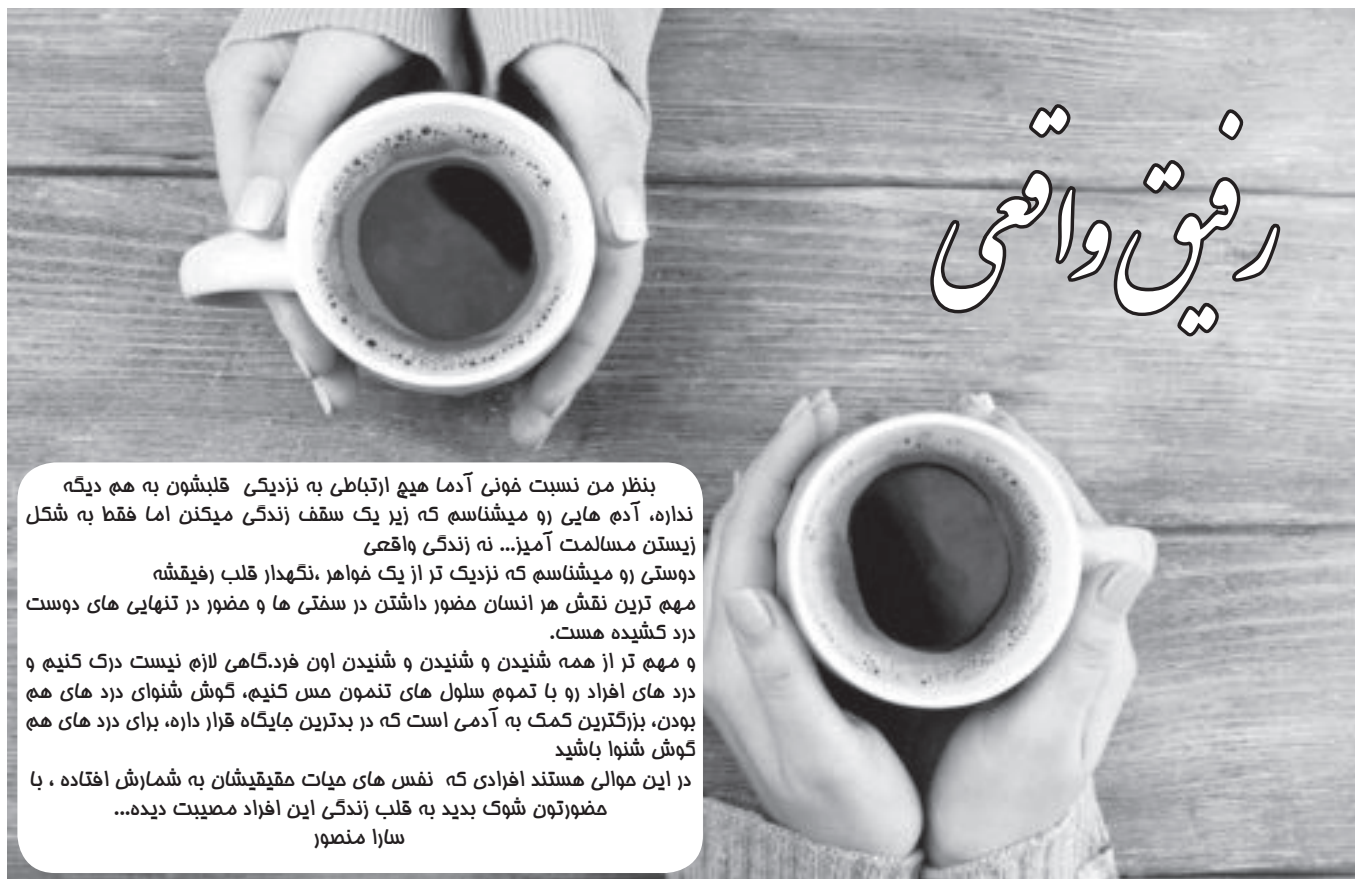 رفیق واقعی
بنظر من نسبت خونی آدما هیچ ارتباطی به نزدیکی قلبشون به هم دیگه
نداره، آدم هایی رو میشناسم که زیر یک سقف زندگی میکنن اما فقط به شکل
زیستن مسالمت آمیز... نه زندگی واقعی
دوستی رو میشناسم که نزدیک تر از یک خواهر ،نگهدار قلب رفیقشه
مهم ترین نقش هر انسان حضور داشتن در سختی ها و حضور در تنهایی های دوست
درد کشیده هست.
و مهم تر از همه شنیدن و شنیدن و شنیدن اون فرد.گاهی لازم نیست درک کنیم و
درد های افراد رو با تموم سلول های تنمون حس کنیم، گوش شنوای درد های هم
بودن، بزرگترین کمک به آدمی است که در بدترین جایگاه قرار داره، برای درد های هم
گوش شنوا باشید
در این حوالی هستند افرادی که نفس های حیات حقیقیشان به شمارش افتاده ، با
حضورتون شوک بدید به قلب زندگی این افراد مصیبت دیده...
سارا منصور